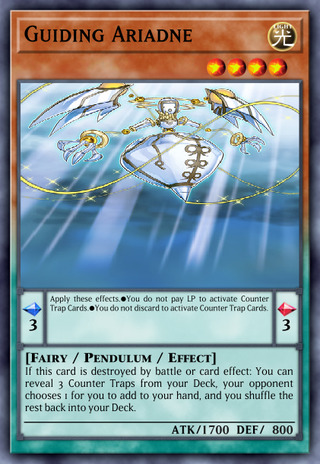 Guiding Ariadne
LIGHT
光
Apply these effects.●You do not pay LP to activate Counter
Trap Cards.●You do not discard to activate Counter Trap Cards.
3
3
[Fairy / Pendulum / Effect]
If this card is destroyed by battle or card effect: You can
reveal 3 Counter Traps from your Deck, your opponent
chooses 1 for you to add to your hand, and you shuffle the
rest back into your Deck.
ATK/1700 DEF/ 800